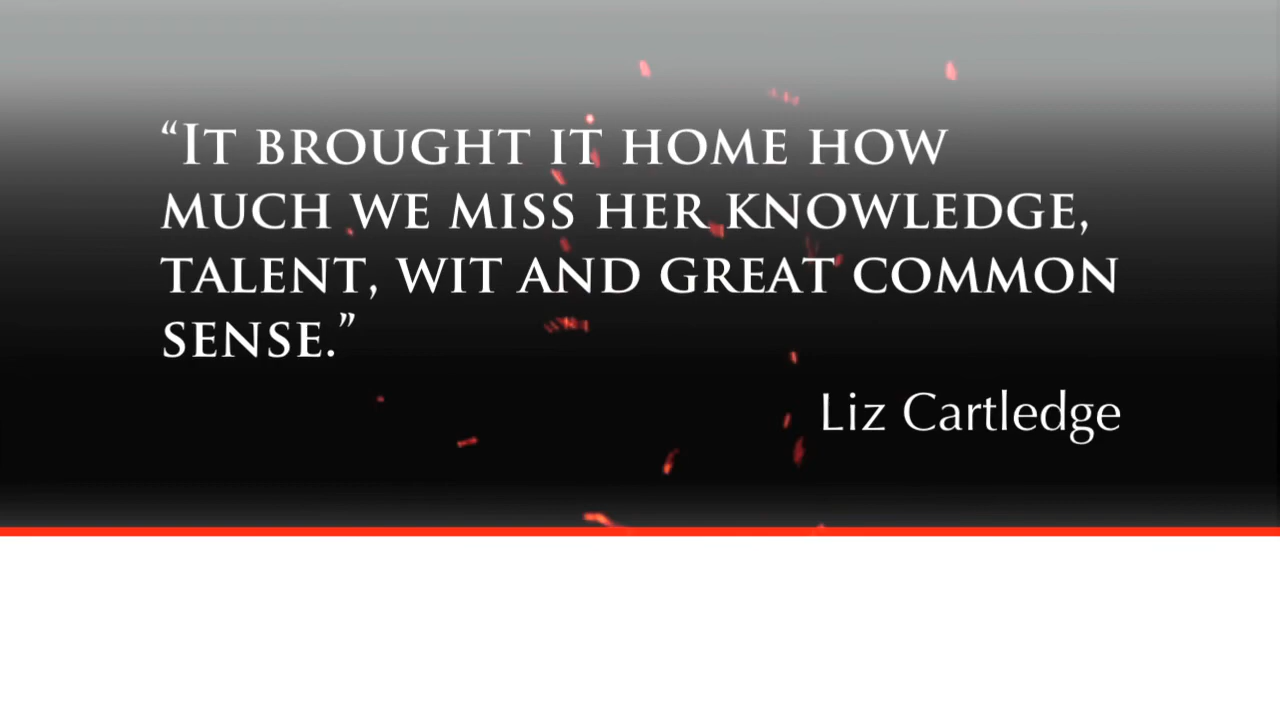 “It brought it home how
much we miss her knowledge,
talent, wit and great common
sense.”
Liz Cartledge